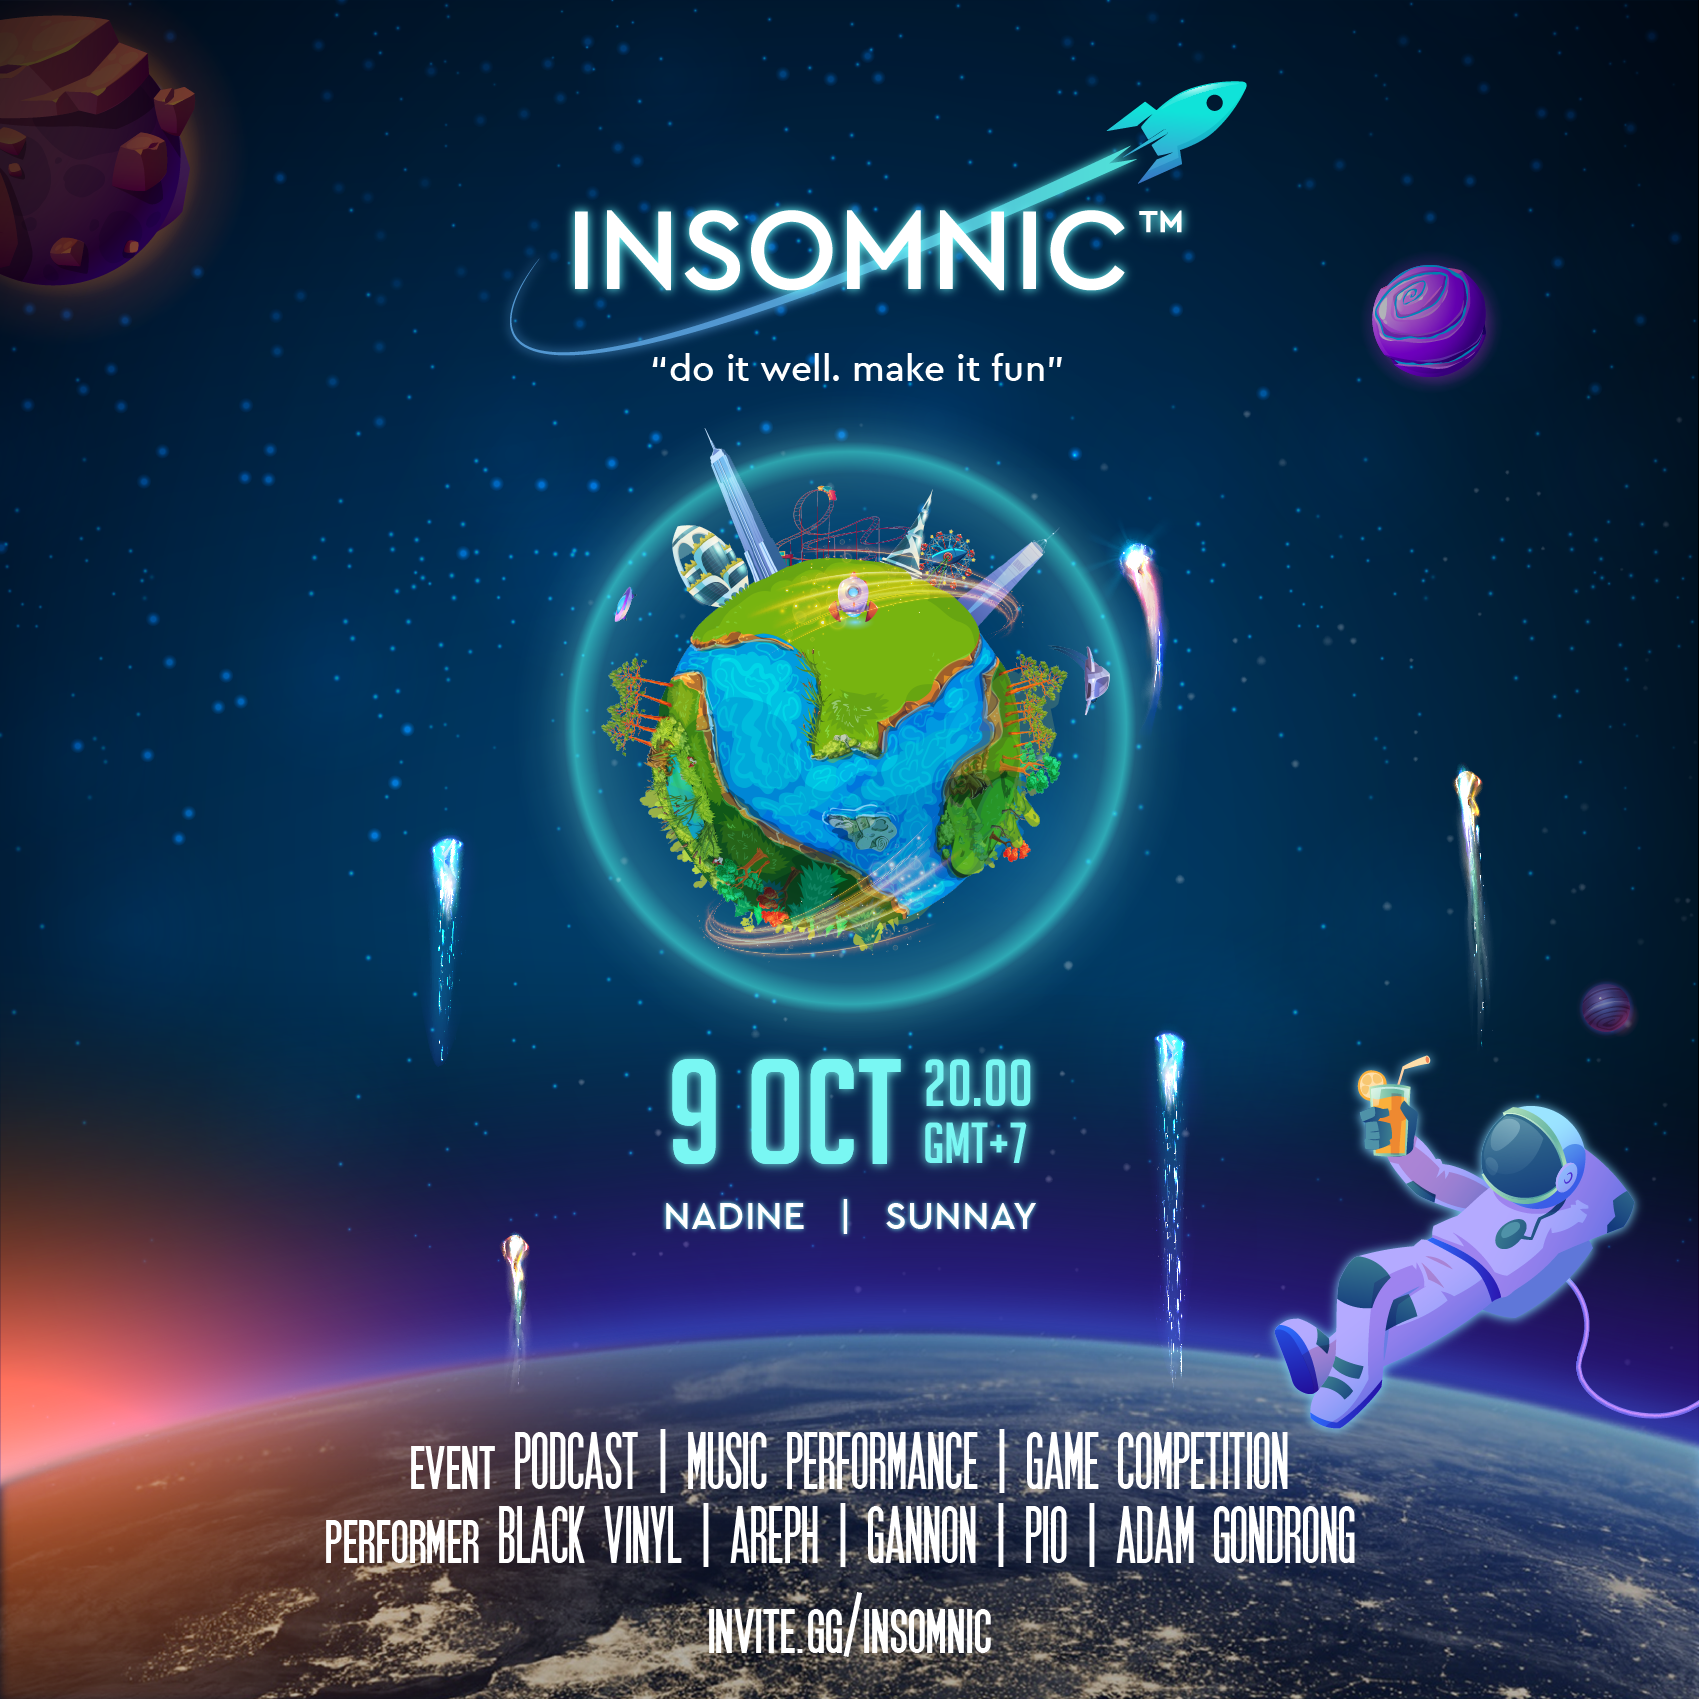 INSOMNIC™
“do it well. make it fun”
9 OCT 20.00 GMT+7
NADINE | SUNNAY
EVENT PODCAST | MUSIC PERFORMANCE | GAME COMPETITION
PERFORMER BLACK VINYL | AREPH | GANNON | PIO | ADAM GONDRONG
INVITE.GG/INSOMNIC